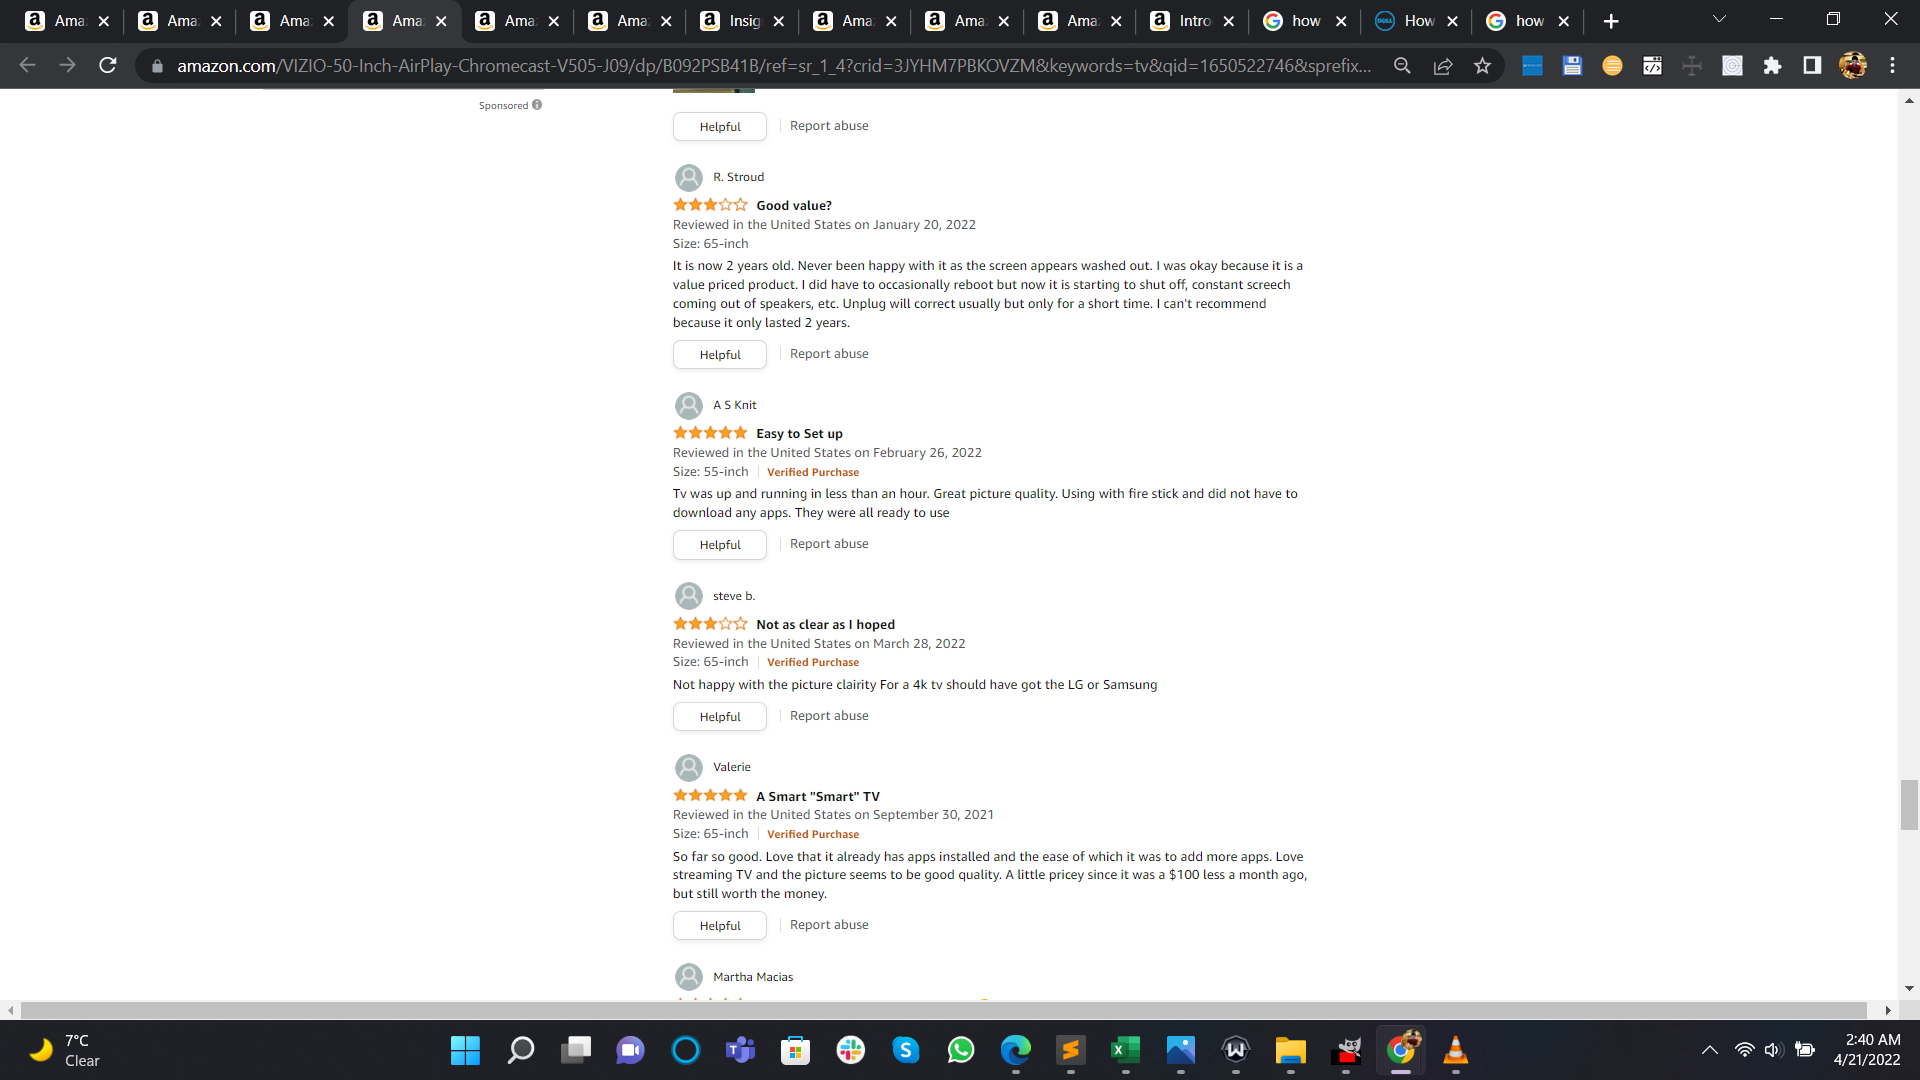 Ama
Ama
Ama
Ama
Ama
Ama
Insig
Ama
Ama
Ama
Intro
how
How
how
amazon.com/VIZIO-50-Inch-AirPlay-Chromecast-V505-J09/dp/B092PSB41B/ref=sr_1_4?crid=3JYHM7PBKOVZM&keywords=tv&qid=1650522746&sprefix...
Sponsored
Helpful
Report abuse
R. Stroud
Good value?
Reviewed in the United States on January 20, 2022
Size: 65-inch
It is now 2 years old. Never been happy with it as the screen appears washed out. I was okay because it is a
value priced product. I did have to occasionally reboot but now it is starting to shut off, constant screech
coming out of speakers, etc. Unplug will correct usually but only for a short time. I can't recommend
because it only lasted 2 years.
Helpful
Report abuse
A S Knit
Easy to Set up
Reviewed in the United States on February 26, 2022
Size: 55-inch Verified Purchase
Tv was up and running in less than an hour. Great picture quality. Using with fire stick and did not have to
download any apps. They were all ready to use
Helpful
Report abuse
steve b.
Not as clear as I hoped
Reviewed in the United States on March 28, 2022
Size: 65-inch Verified Purchase
Not happy with the picture clairity For a 4k tv should have got the LG or Samsung
Helpful
Report abuse
Valerie
A Smart "Smart" TV
Reviewed in the United States on September 30, 2021
Size: 65-inch Verified Purchase
So far so good. Love that it already has apps installed and the ease of which it was to add more apps. Love
streaming TV and the picture seems to be good quality. A little pricey since it was a $100 less a month ago,
but still worth the money.
Helpful
Report abuse
Martha Macias
7°C
Clear
2:40 AM
4/21/2022